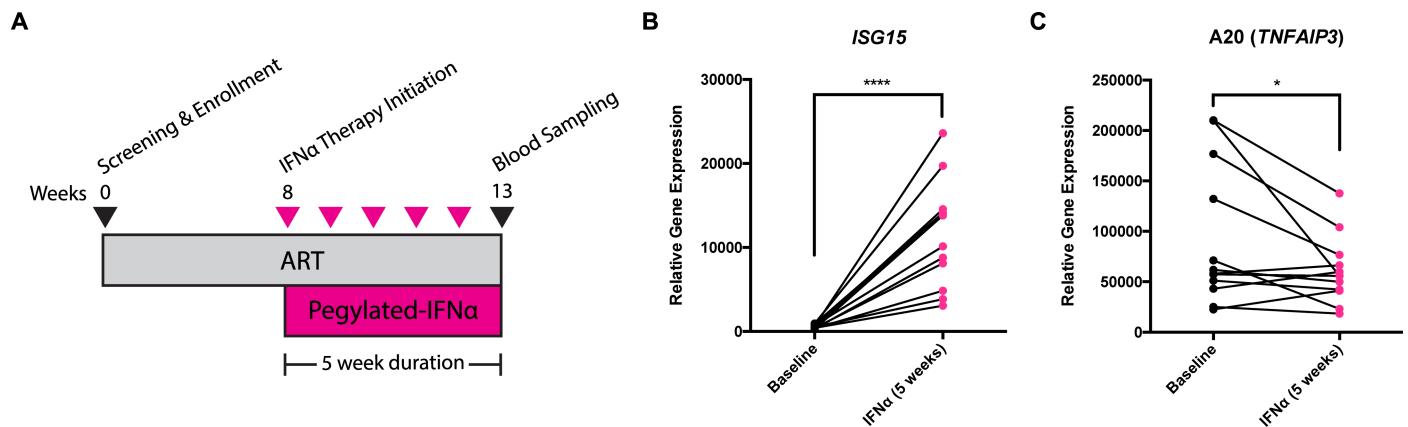 A
Screening & Enrollment
IFNα Therapy Initiation
Blood Sampling
Weeks 0 8 13
ART
Pegylated-IFNα
5 week duration
B
ISG15
****
Relative Gene Expression
30000
20000
10000
0
Baseline
IFNα (5 weeks)
C
A20 (TNFAIP3)
*
Relative Gene Expression
250000
200000
150000
100000
50000
0
Baseline
IFNα (5 weeks)